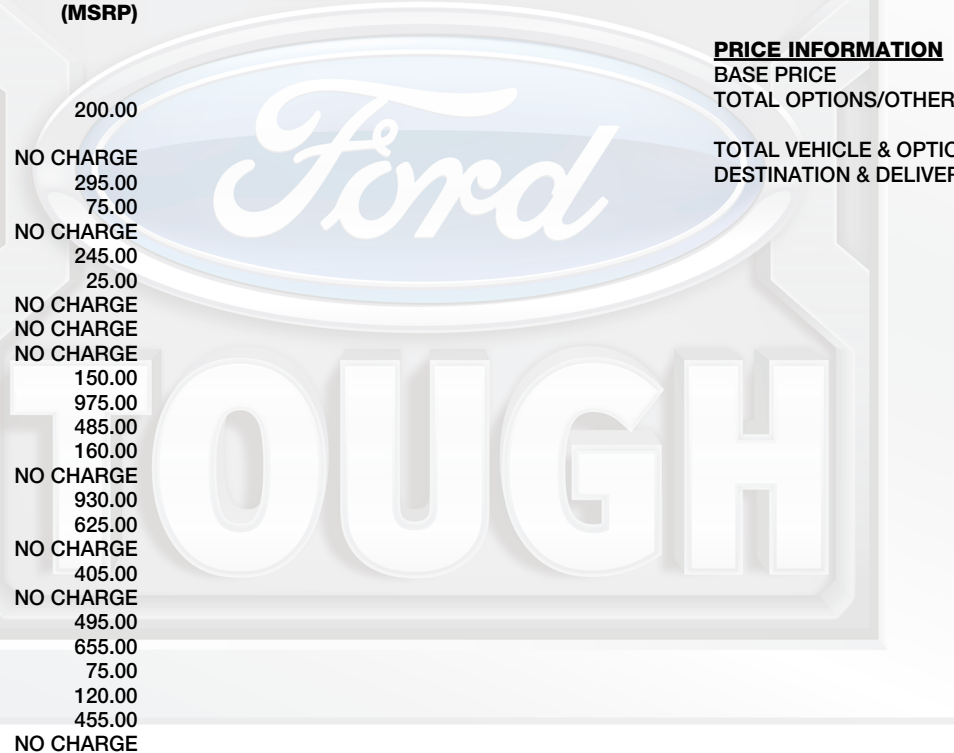 (MSRP)
200.00
NO CHARGE
295.00
75.00
NO CHARGE
245.00
25.00
NO CHARGE
NO CHARGE
NO CHARGE
150.00
975.00
485.00
160.00
NO CHARGE
930.00
625.00
NO CHARGE
405.00
NO CHARGE
495.00
655.00
75.00
120.00
455.00
NO CHARGE
PRICE INFORMATION
BASE PRICE
TOTAL OPTIONS/OTHER
TOTAL VEHICLE & OPTIO
DESTINATION & DELIVER
Ford
TOUGH